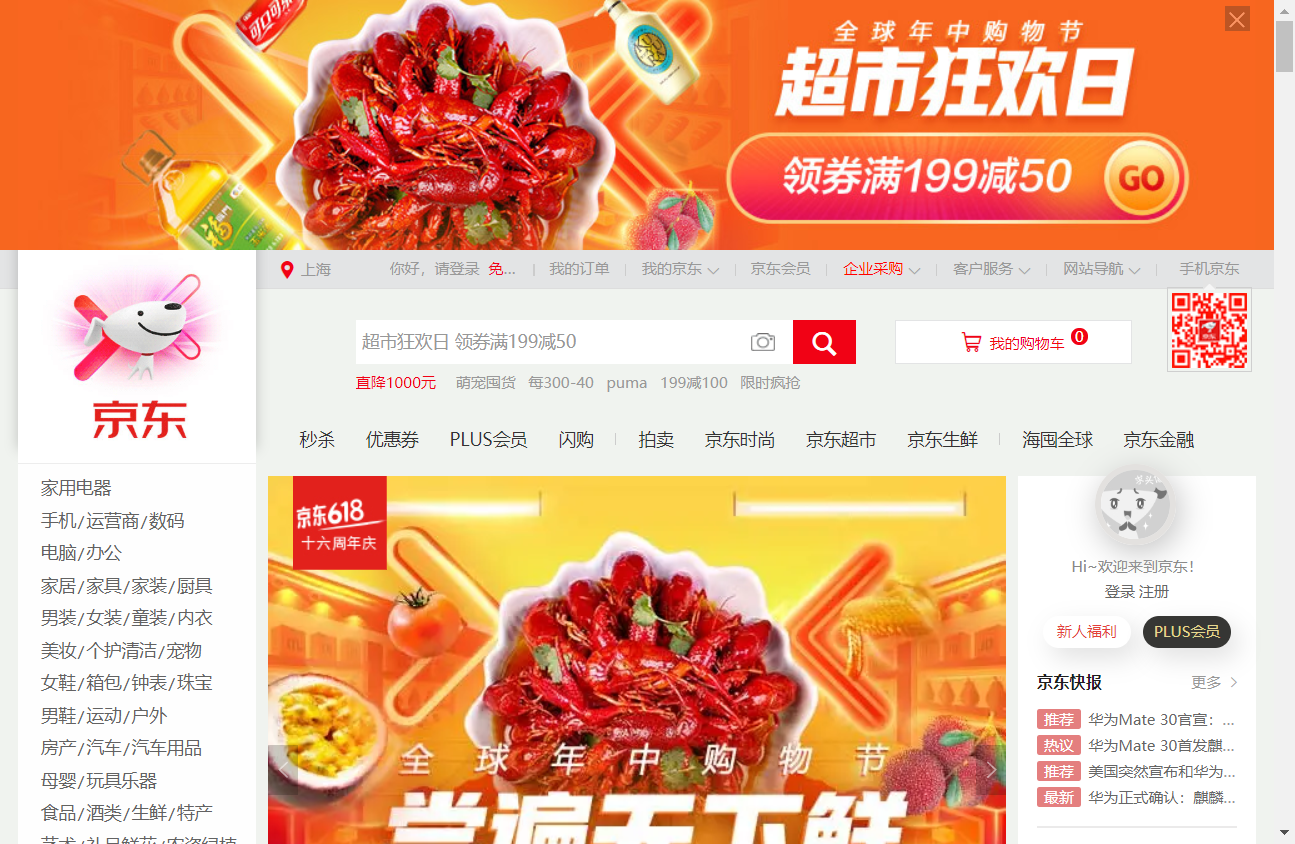 全球年中购物节
超市狂欢日
领券满199减50 GO
上海 你好，请登录 免... 我的订单 我的京东 京东会员 企业采购 客户服务 网站导航 手机京东
京东
超市狂欢日 领券满199减50 我的购物车 0
直降1000元 萌宠囤货 每300-40 puma 199减100 限时疯抢
秒杀 优惠券 PLUS会员 闪购 拍卖 京东时尚 京东超市 京东生鲜 海囤全球 京东金融
家用电器
手机/运营商/数码
电脑/办公
家居/家具/家装/厨具
男装/女装/童装/内衣
美妆/个护清洁/宠物
女鞋/箱包/钟表/珠宝
男鞋/运动/户外
房产/汽车/汽车用品
母婴/玩具乐器
食品/酒类/生鲜/特产
京东618
十六周年庆
全球年中购物节
尝遍天下鲜
Hi~欢迎来到京东!
登录 注册
新人福利 PLUS会员
京东快报 更多
推荐 华为Mate 30官宣：...
热议 华为Mate 30首发麒...
推荐 美国突然宣布和华为...
最新 华为正式确认：麒麟...